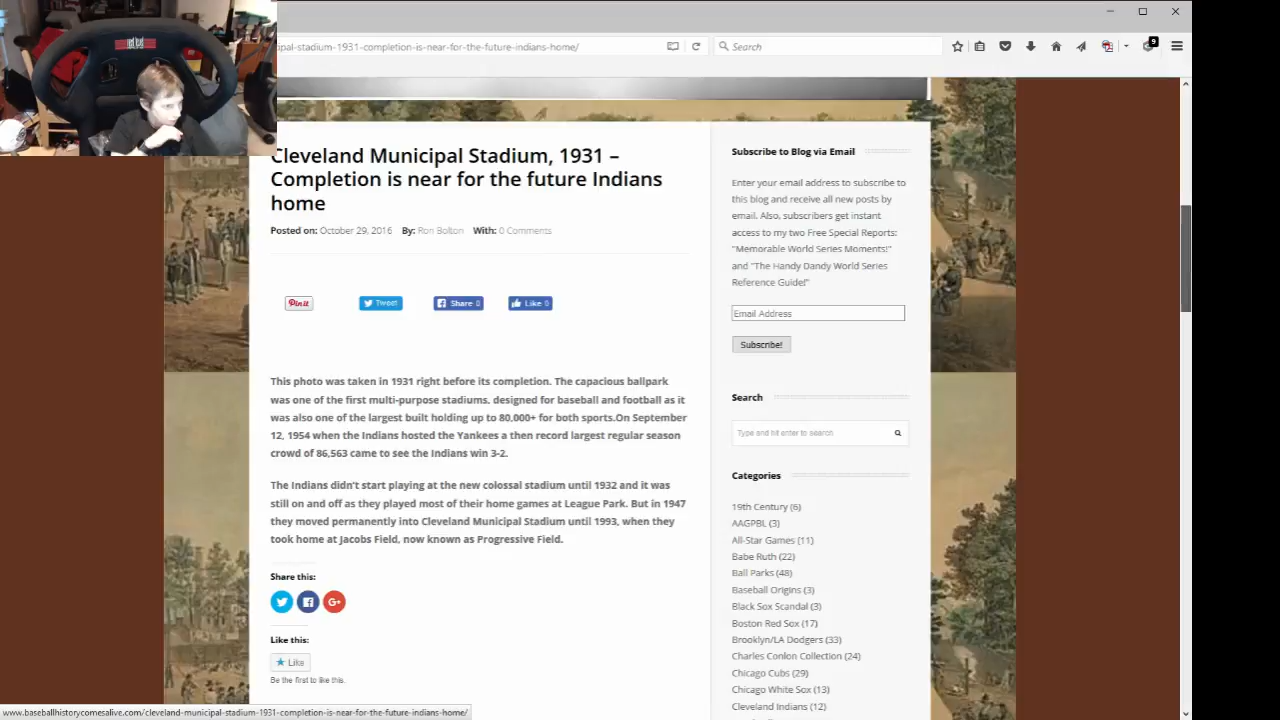 pal-stadium-1931-completion-is-near-for-the-future-indians-home/
Search
9
Cleveland Municipal Stadium, 1931 –
Completion is near for the future Indians
home
Posted on: October 29, 2016 By: Ron Bolton With: 0 Comments
Pinit
Tweet
Share 0
Like 0
This photo was taken in 1931 right before its completion. The capacious ballpark
was one of the first multi-purpose stadiums, designed for baseball and football as it
was also one of the largest built holding up to 80,000+ for both sports.On September
12, 1954 when the Indians hosted the Yankees a then record largest regular season
crowd of 86,563 came to see the Indians win 3-2.
The Indians didn't start playing at the new colossal stadium until 1932 and it was
still on and off as they played most of their home games at League Park. But in 1947
they moved permanently into Cleveland Municipal Stadium until 1993, when they
took home at Jacobs Field, now known as Progressive Field.
Share this:
G+
Like this:
Like
Be the first to like this.
Subscribe to Blog via Email
Enter your email address to subscribe to
this blog and receive all new posts by
email. Also, subscribers get instant
access to my two Free Special Reports:
"Memorable World Series Moments!"
and "The Handy Dandy World Series
Reference Guide!"
Email Address
Subscribe!
Search
Type and hit enter to search
Categories
19th Century (6)
AAGPBL (3)
All-Star Games (11)
Babe Ruth (22)
Ball Parks (48)
Baseball Origins (3)
Black Sox Scandal (3)
Boston Red Sox (17)
Brooklyn/LA Dodgers (33)
Charles Conlon Collection (24)
Chicago Cubs (29)
Chicago White Sox (13)
Cleveland Indians (12)
www.baseballhistorycomesalive.com/cleveland-municipal-stadium-1931-completion-is-near-for-the-future-indians-home/